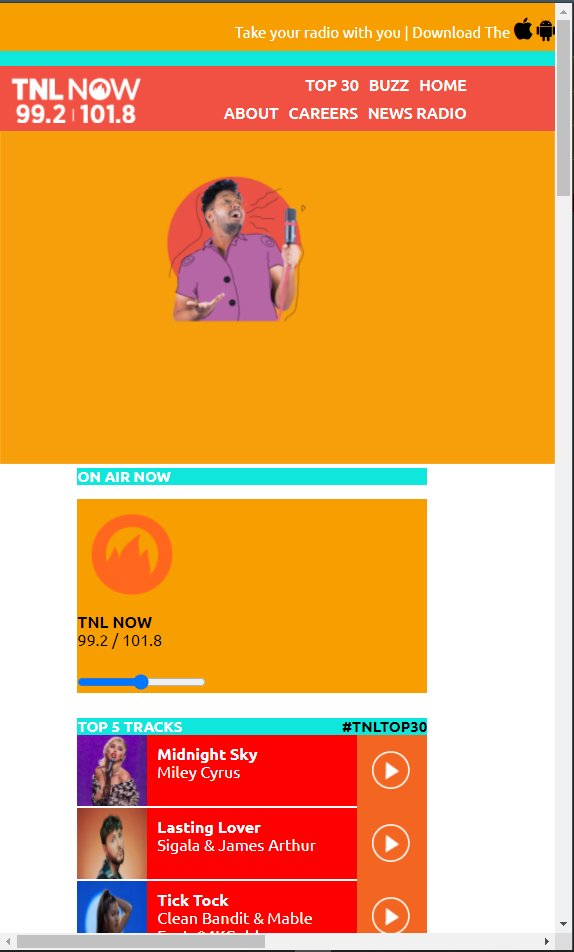 Take your radio with you | Download The
TNL NOW
99.2 | 101.8
TOP 30 BUZZ HOME
ABOUT CAREERS NEWS RADIO
ON AIR NOW
TNL NOW
99.2 / 101.8
TOP 5 TRACKS #TNLTOP30
Midnight Sky
Miley Cyrus
Lasting Lover
Sigala & James Arthur
Tick Tock
Clean Bandit & Mable